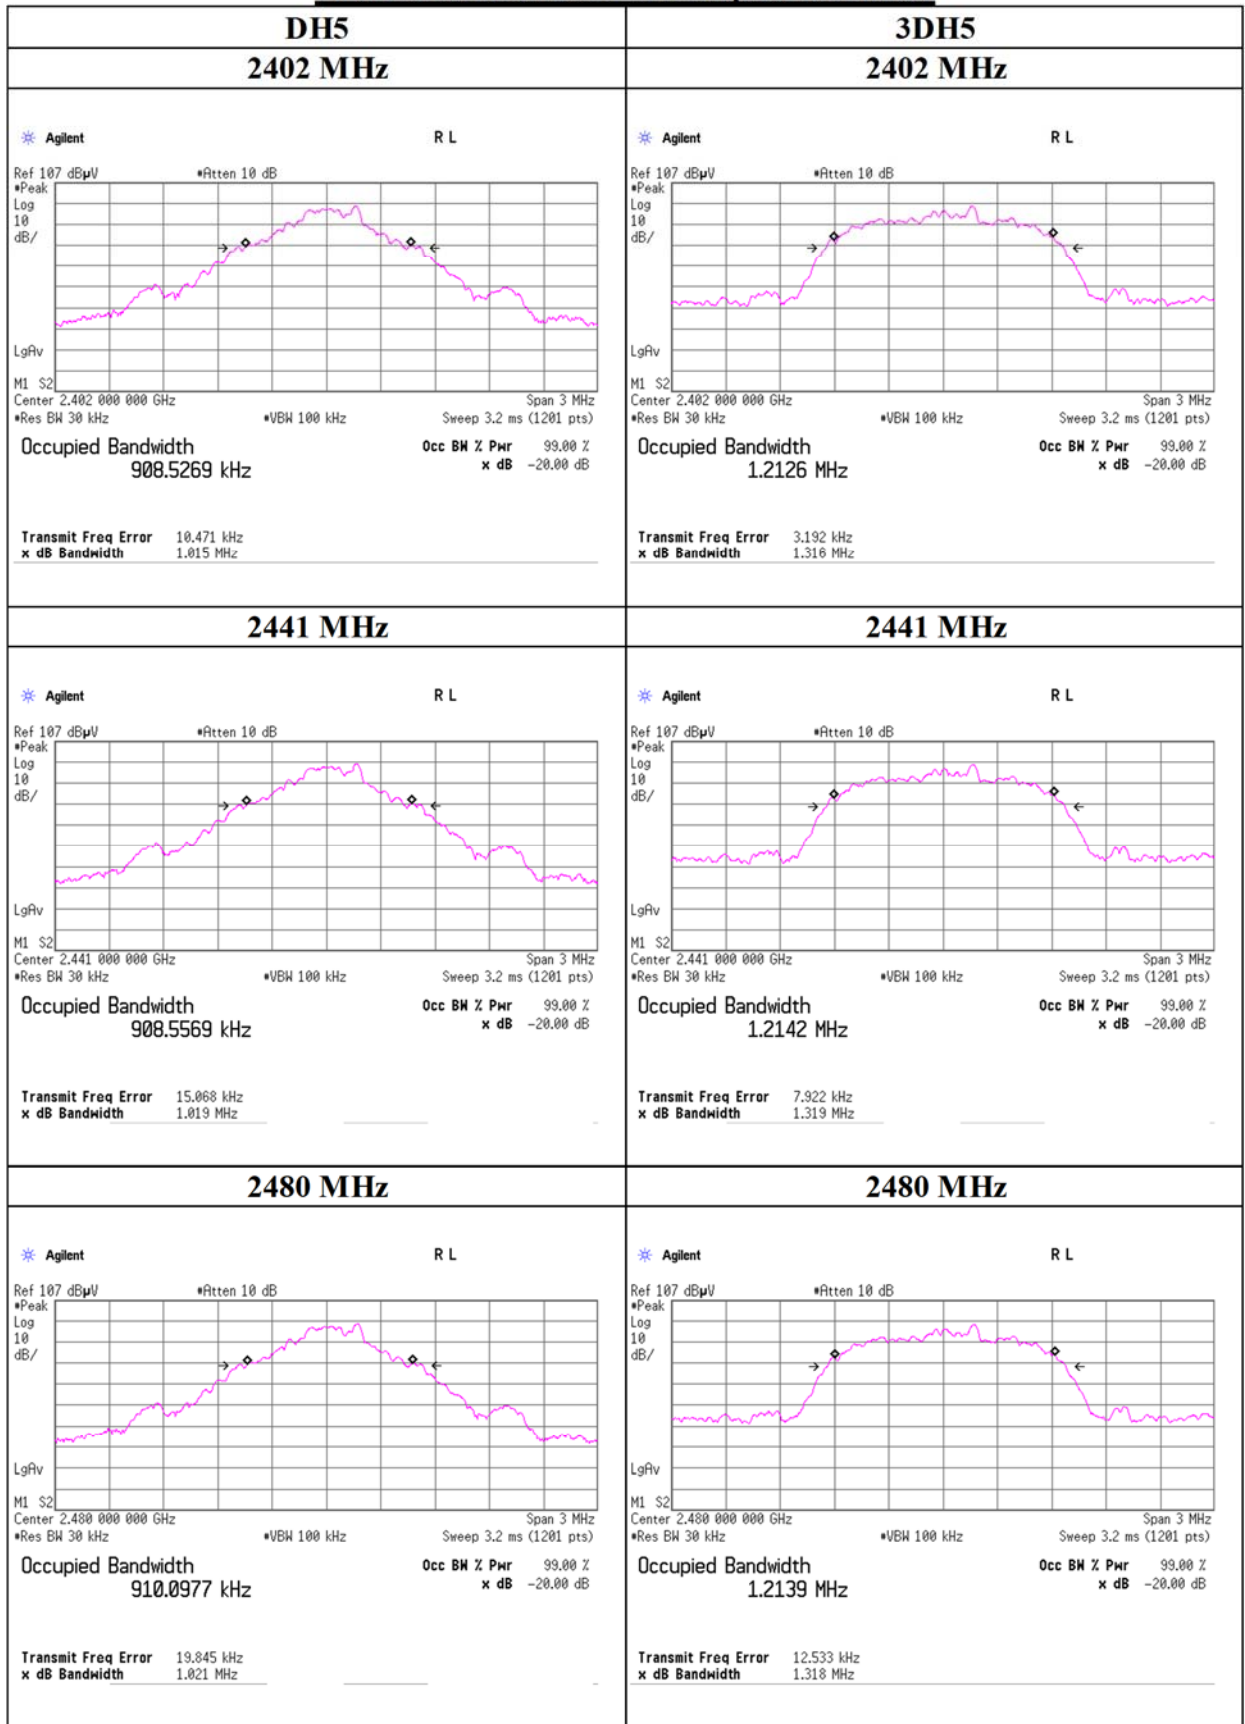 DH5
3DH5
2402 MHz
2402 MHz
Agilent
R L
Ref 107 dBµV
#Atten 10 dB
#Peak
Log
10
dB/
LgAv
M1 S2
Center 2.402 000 000 GHz
Span 3 MHz
#Res BW 30 kHz
#VBW 100 kHz
Sweep 3.2 ms (1201 pts)
Occupied Bandwidth
908.5269 kHz
Occ BW % Pwr 99.00 %
x dB -20.00 dB
Transmit Freq Error 10.471 kHz
x dB Bandwidth 1.015 MHz
Agilent
R L
Ref 107 dBµV
#Atten 10 dB
#Peak
Log
10
dB/
LgAv
M1 S2
Center 2.402 000 000 GHz
Span 3 MHz
#Res BW 30 kHz
#VBW 100 kHz
Sweep 3.2 ms (1201 pts)
Occupied Bandwidth
1.2126 MHz
Occ BW % Pwr 99.00 %
x dB -20.00 dB
Transmit Freq Error 3.192 kHz
x dB Bandwidth 1.316 MHz
2441 MHz
2441 MHz
Agilent
R L
Ref 107 dBµV
#Atten 10 dB
#Peak
Log
10
dB/
LgAv
M1 S2
Center 2.441 000 000 GHz
Span 3 MHz
#Res BW 30 kHz
#VBW 100 kHz
Sweep 3.2 ms (1201 pts)
Occupied Bandwidth
908.5569 kHz
Occ BW % Pwr 99.00 %
x dB -20.00 dB
Transmit Freq Error 15.068 kHz
x dB Bandwidth 1.019 MHz
Agilent
R L
Ref 107 dBµV
#Atten 10 dB
#Peak
Log
10
dB/
LgAv
M1 S2
Center 2.441 000 000 GHz
Span 3 MHz
#Res BW 30 kHz
#VBW 100 kHz
Sweep 3.2 ms (1201 pts)
Occupied Bandwidth
1.2142 MHz
Occ BW % Pwr 99.00 %
x dB -20.00 dB
Transmit Freq Error 7.922 kHz
x dB Bandwidth 1.319 MHz
2480 MHz
2480 MHz
Agilent
R L
Ref 107 dBµV
#Atten 10 dB
#Peak
Log
10
dB/
LgAv
M1 S2
Center 2.480 000 000 GHz
Span 3 MHz
#Res BW 30 kHz
#VBW 100 kHz
Sweep 3.2 ms (1201 pts)
Occupied Bandwidth
910.0977 kHz
Occ BW % Pwr 99.00 %
x dB -20.00 dB
Transmit Freq Error 19.845 kHz
x dB Bandwidth 1.021 MHz
Agilent
R L
Ref 107 dBµV
#Atten 10 dB
#Peak
Log
10
dB/
LgAv
M1 S2
Center 2.480 000 000 GHz
Span 3 MHz
#Res BW 30 kHz
#VBW 100 kHz
Sweep 3.2 ms (1201 pts)
Occupied Bandwidth
1.2139 MHz
Occ BW % Pwr 99.00 %
x dB -20.00 dB
Transmit Freq Error 12.533 kHz
x dB Bandwidth 1.318 MHz